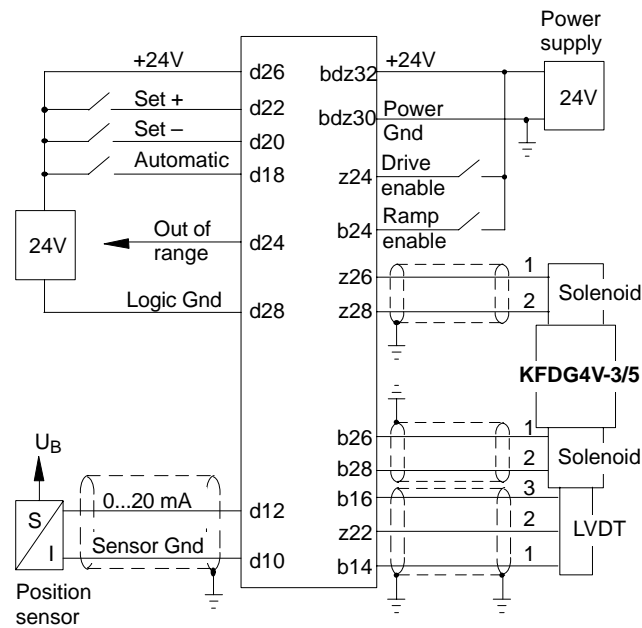 Power
supply
24V
+24V
d26
bdz32
+24V
Set +
d22
Set –
d20
bdz30
Power
Gnd
Automatic
d18
z24
Drive
enable
24V
Out of
range
d24
b24
Ramp
enable
Logic Gnd
d28
z26
1
z28
2
Solenoid
KFDG4V-3/5
b26
1
b28
2
Solenoid
UB
0...20 mA
d12
b16
3
S
I
z22
2
LVDT
Sensor Gnd
d10
b14
1
Position
sensor